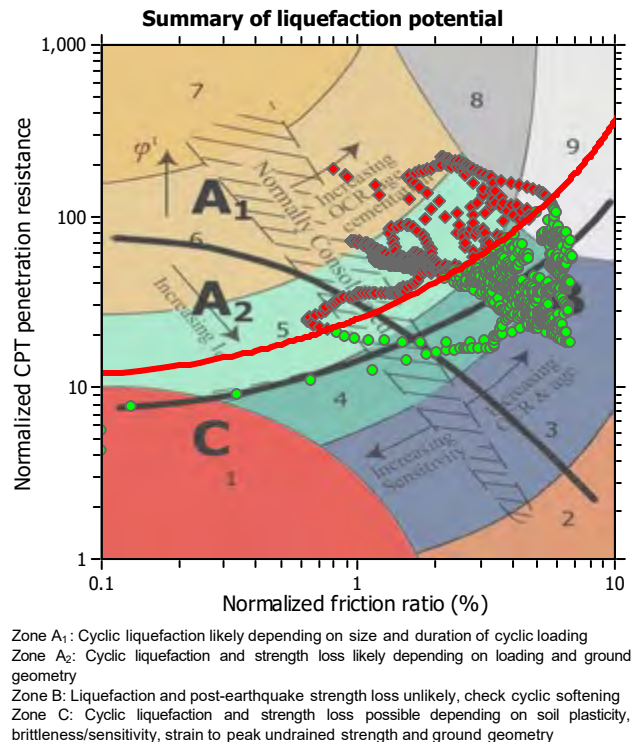 Summary of liquefaction potential
1,000
100
10
1
Normalized CPT penetration resistance
7
8
9
φ'
Increasing
OCR & age
cementation
A1
Normally Consolidated
6
A2
Increasing
5
B
4
C
Increasing
OCR & age
3
Increasing
Sensitivity
1
2
0.1
1
10
Normalized friction ratio (%)
Zone A1: Cyclic liquefaction likely depending on size and duration of cyclic loading
Zone A2: Cyclic liquefaction and strength loss likely depending on loading and ground
geometry
Zone B: Liquefaction and post-earthquake strength loss unlikely, check cyclic softening
Zone C: Cyclic liquefaction and strength loss possible depending on soil plasticity,
brittleness/sensitivity, strain to peak undrained strength and ground geometry